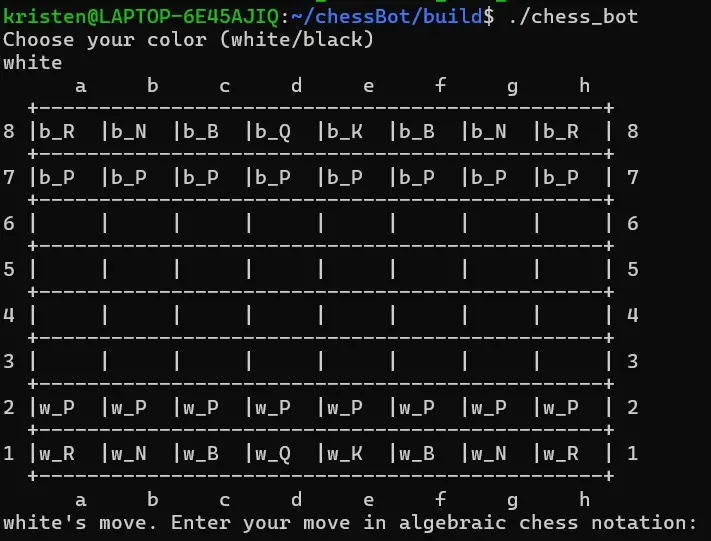 kristen@LAPTOP-6E45AJIQ:~/chessBot/build$ ./chess_bot
Choose your color (white/black)
white
      a     b     c     d     e     f     g     h
  +-----------------------------------------------+
8 |b_R  |b_N  |b_B  |b_Q  |b_K  |b_B  |b_N  |b_R  | 8
  +-----------------------------------------------+
7 |b_P  |b_P  |b_P  |b_P  |b_P  |b_P  |b_P  |b_P  | 7
  +-----------------------------------------------+
6 |     |     |     |     |     |     |     |     | 6
  +-----------------------------------------------+
5 |     |     |     |     |     |     |     |     | 5
  +-----------------------------------------------+
4 |     |     |     |     |     |     |     |     | 4
  +-----------------------------------------------+
3 |     |     |     |     |     |     |     |     | 3
  +-----------------------------------------------+
2 |w_P  |w_P  |w_P  |w_P  |w_P  |w_P  |w_P  |w_P  | 2
  +-----------------------------------------------+
1 |w_R  |w_N  |w_B  |w_Q  |w_K  |w_B  |w_N  |w_R  | 1
  +-----------------------------------------------+
      a     b     c     d     e     f     g     h
white's move. Enter your move in algebraic chess notation: